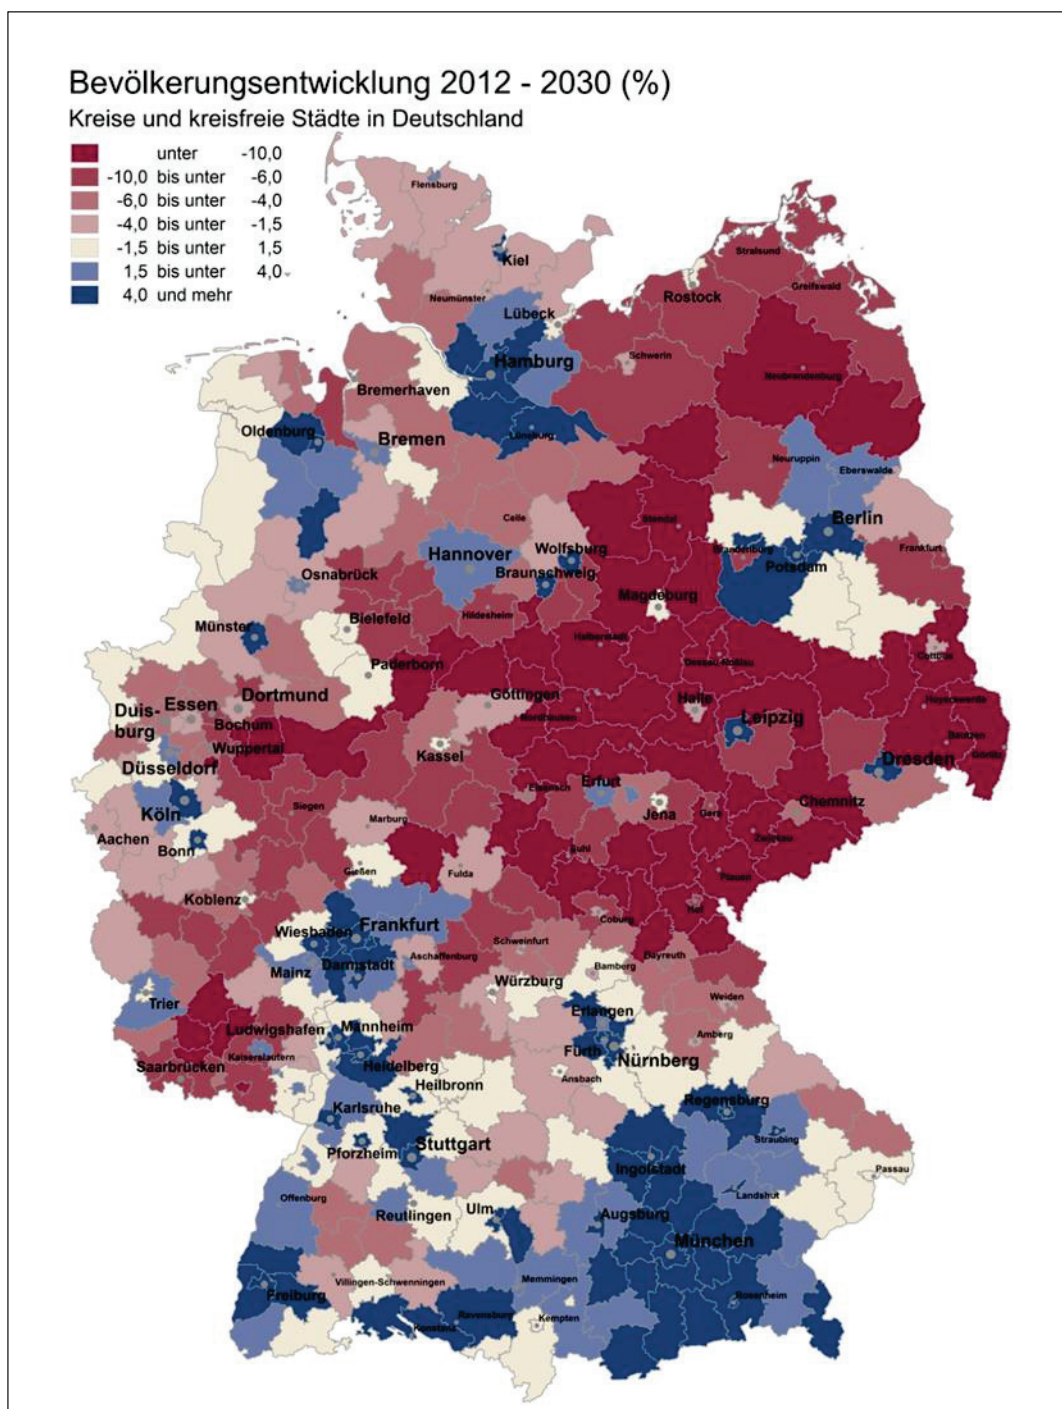 Bevölkerungsentwicklung 2012 - 2030 (%)
Kreise und kreisfreie Städte in Deutschland
unter -10,0
-10,0 bis unter -6,0
-6,0 bis unter -4,0
-4,0 bis unter -1,5
-1,5 bis unter 1,5
1,5 bis unter 4,0
4,0 und mehr
Flensburg
Kiel
Stralsund
Greifswald
Rostock
Neumünster
Lübeck
Hamburg
Schwerin
Neubrandenburg
Bremerhaven
Oldenburg
Bremen
Lüneburg
Neuruppin
Eberswalde
Celle
Stendal
Berlin
Hannover
Wolfsburg
Brandenburg
Frankfurt
Potsdam
Osnabrück
Braunschweig
Magdeburg
Münster
Bielefeld
Hildesheim
Halberstadt
Cottbus
Paderborn
Dessau-Roßlau
Dortmund
Göttingen
Halle
Hoyerswerda
Essen
Duis-
burg
Bochum
Nordhausen
Leipzig
Bautzen
Wuppertal
Kassel
Dresden
Görlitz
Düsseldorf
Erfurt
Eisenach
Chemnitz
Köln
Siegen
Jena
Gera
Marburg
Aachen
Zwickau
Bonn
Suhl
Gießen
Fulda
Plauen
Koblenz
Hof
Coburg
Frankfurt
Wiesbaden
Schweinfurt
Aschaffenburg
Bayreuth
Mainz
Darmstadt
Bamberg
Würzburg
Trier
Weiden
Erlangen
Ludwigshafen
Mannheim
Amberg
Kaiserslautern
Fürth
Nürnberg
Saarbrücken
Heidelberg
Ansbach
Heilbronn
Karlsruhe
Regensburg
Straubing
Stuttgart
Pforzheim
Ingolstadt
Passau
Offenburg
Landshut
Reutlingen
Ulm
Augsburg
München
Villingen-Schwenningen
Memmingen
Freiburg
Rosenheim
Ravensburg
Kempten
Konstanz